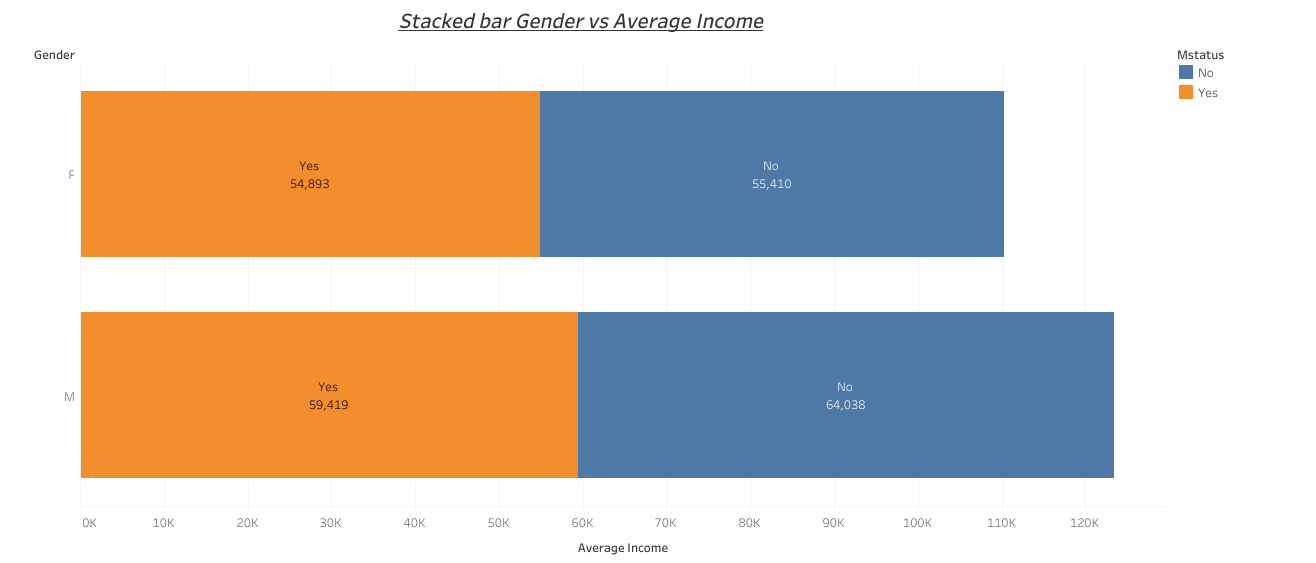 Stacked bar Gender vs Average Income
Gender
Mstatus
No
Yes
F
Yes
54,893
No
55,410
M
Yes
59,419
No
64,038
0K 10K 20K 30K 40K 50K 60K 70K 80K 90K 100K 110K 120K
Average Income